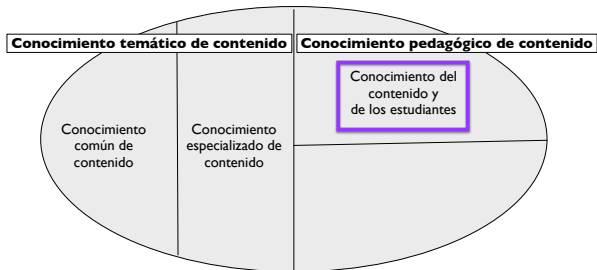 Conocimiento temático de contenido
Conocimiento pedagógico de contenido
Conocimiento del
contenido y
de los estudiantes
Conocimiento
común de
contenido
Conocimiento
especializado de
contenido